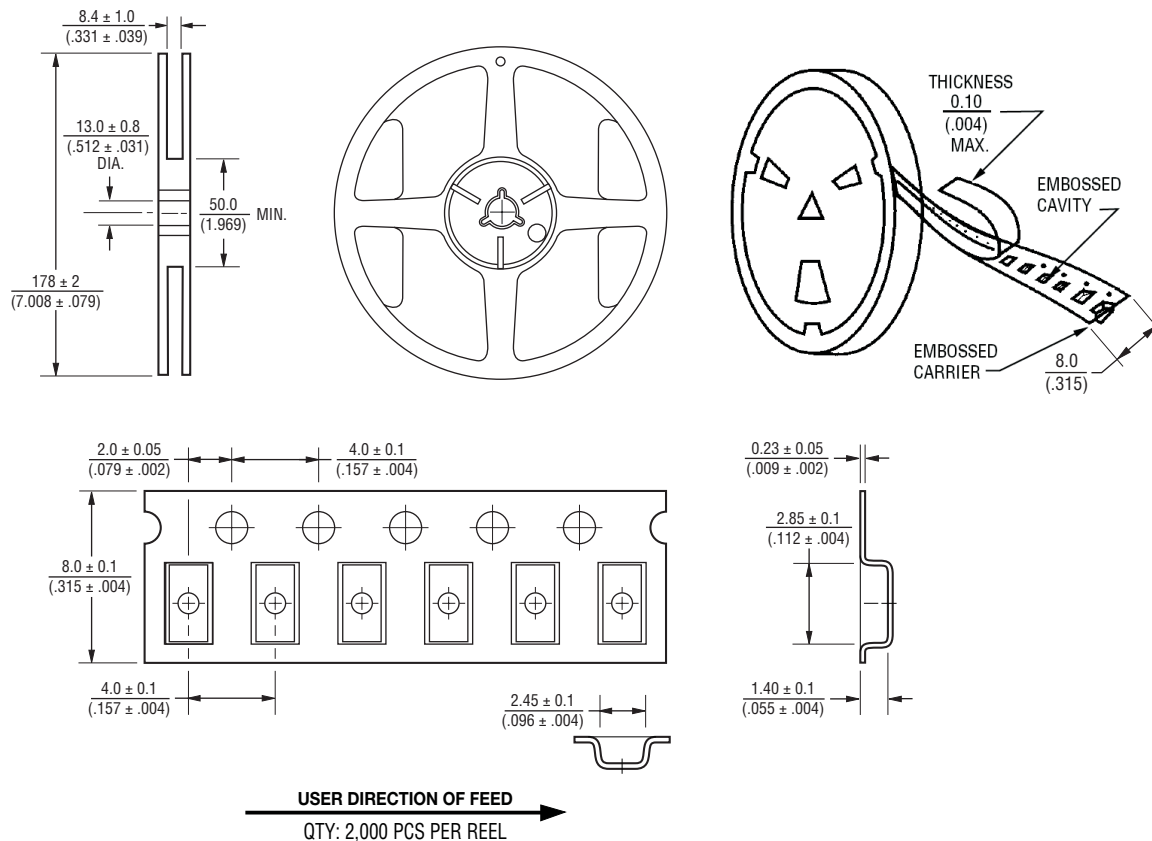 8.4 ± 1.0
(.331 ± .039)
13.0 ± 0.8
(.512 ± .031)
DIA.
50.0
(1.969)
MIN.
178 ± 2
(7.008 ± .079)
THICKNESS
0.10
(.004)
MAX.
EMBOSSED
CAVITY
EMBOSSED
CARRIER
8.0
(.315)
2.0 ± 0.05
(.079 ± .002)
4.0 ± 0.1
(.157 ± .004)
8.0 ± 0.1
(.315 ± .004)
4.0 ± 0.1
(.157 ± .004)
2.45 ± 0.1
(.096 ± .004)
0.23 ± 0.05
(.009 ± .002)
2.85 ± 0.1
(.112 ± .004)
1.40 ± 0.1
(.055 ± .004)
USER DIRECTION OF FEED
QTY: 2,000 PCS PER REEL